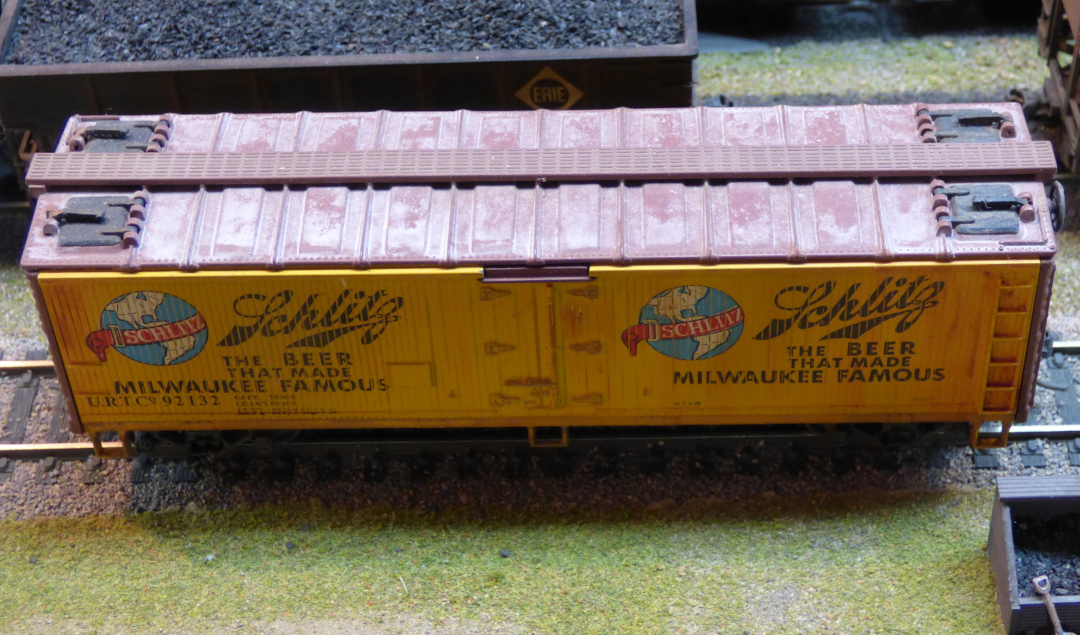 ERIE
SCHLITZ
Schlitz
THE BEER
THAT MADE
MILWAUKEE FAMOUS
U.R.T.Co 92132
SCHLITZ
Schlitz
THE BEER
THAT MADE
MILWAUKEE FAMOUS